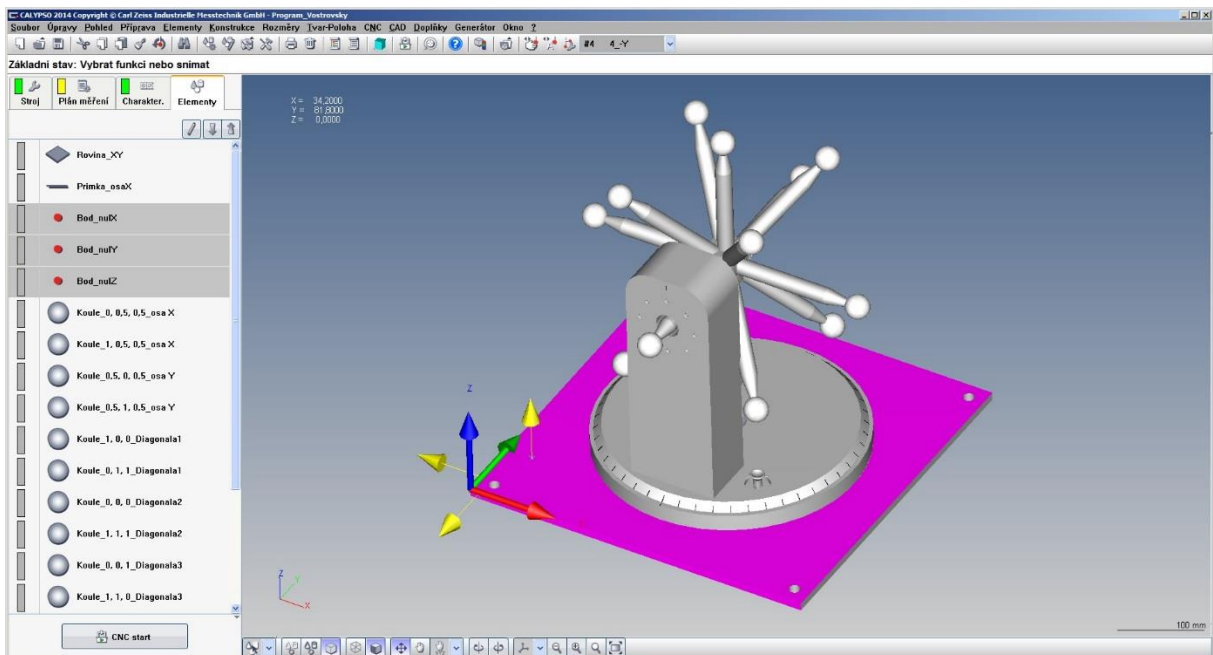 CALYPSO 2014 Copyright © Carl Zeiss Industrielle Messtechnik GmbH - Program_Vostrovsky
Soubor Úpravy Pohled Příprava Elementy Konstrukce Rozměry Tvar-Poloha CNC CAD Doplňky Generátor Okno ?
#4 4_-Y
Základní stav: Vybrat funkci nebo snímat
Stroj Plán měření Charakter. Elementy
X = 34,2000
Y = 81,8000
Z = 0,0000
Rovina_XY
Primka_osaX
Bod_nulX
Bod_nulY
Bod_nulZ
Koule_0, 0,5, 0,5_osa X
Koule_1, 0,5, 0,5_osa X
Koule_0,5, 0, 0,5_osa Y
Koule_0,5, 1, 0,5_osa Y
Koule_1, 0, 0_Diagonala1
Koule_0, 1, 1_Diagonala1
Koule_0, 0, 0_Diagonala2
Koule_1, 1, 1_Diagonala2
Koule_0, 0, 1_Diagonala3
Koule_1, 1, 0_Diagonala3
CNC start
Z
X
Z
Y
X
100 mm